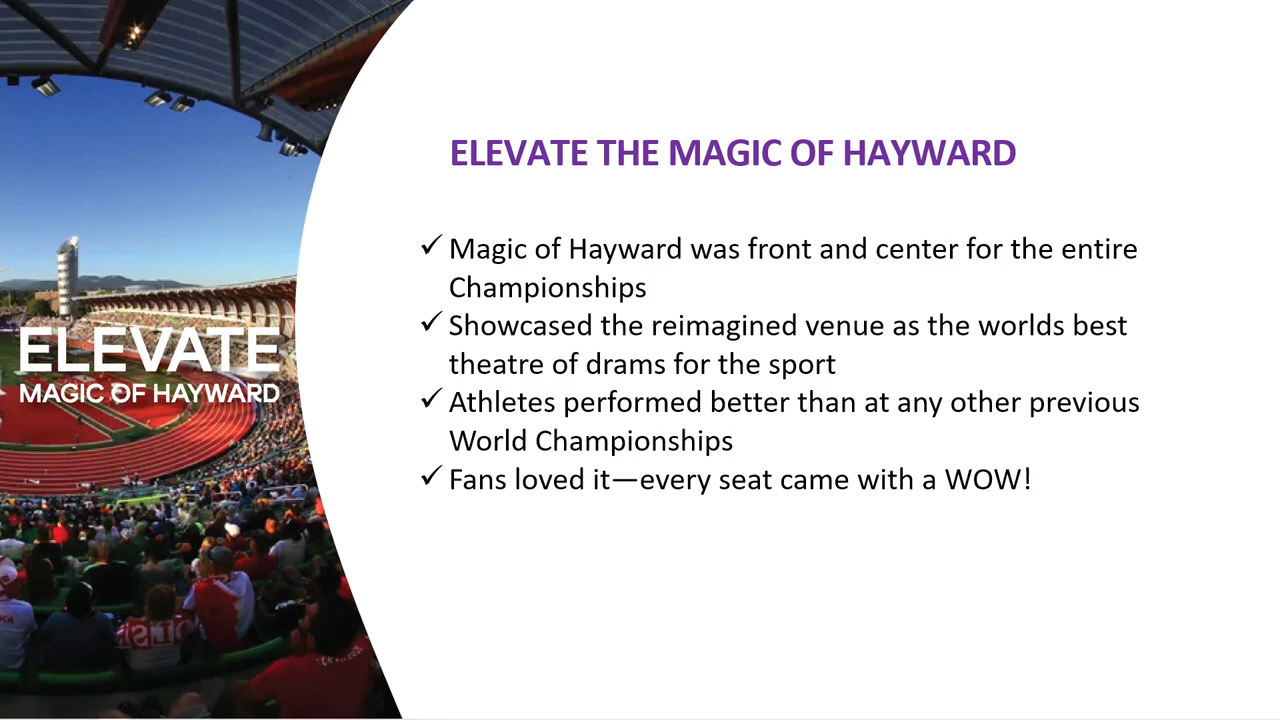 ELEVATE
MAGIC OF HAYWARD
ELEVATE THE MAGIC OF HAYWARD
✓ Magic of Hayward was front and center for the entire
Championships
✓ Showcased the reimagined venue as the worlds best
theatre of drams for the sport
✓ Athletes performed better than at any other previous
World Championships
✓ Fans loved it—every seat came with a WOW!